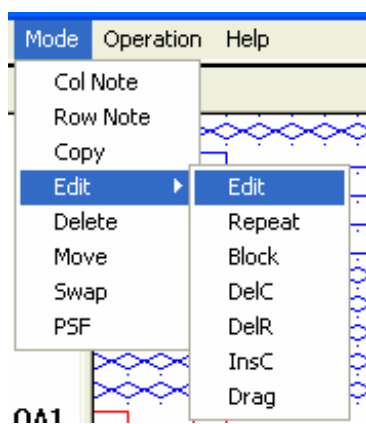 Mode Operation Help
Col Note
Row Note
Copy
Edit
Delete
Move
Swap
PSF
Edit
Repeat
Block
DelC
DelR
InsC
Drag
OA1